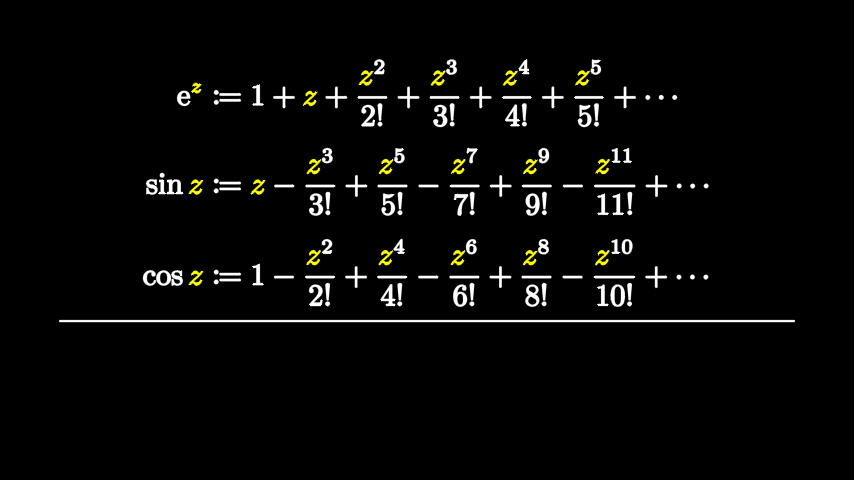 e^z := 1 + z + z^2/2! + z^3/3! + z^4/4! + z^5/5! + ⋯
sin z := z − z^3/3! + z^5/5! − z^7/7! + z^9/9! − z^11/11! + ⋯
cos z := 1 − z^2/2! + z^4/4! − z^6/6! + z^8/8! − z^10/10! + ⋯